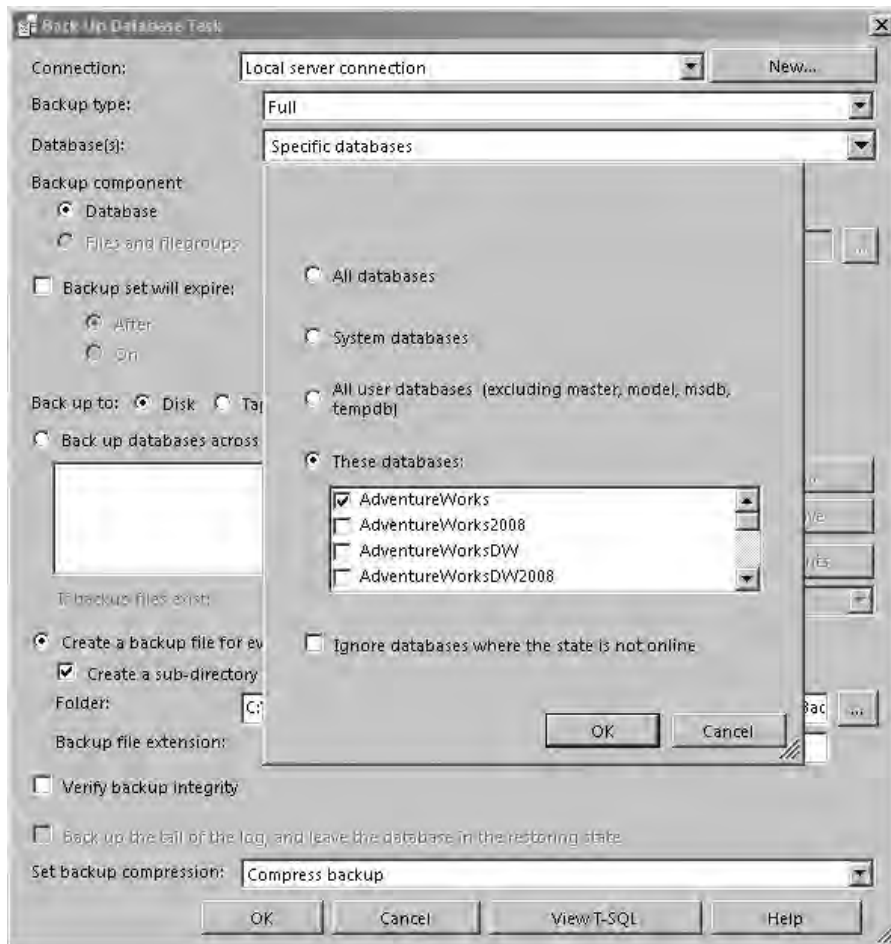 Back Up Database Task
Connection: Local server connection New...
Backup type: Full
Database(s): Specific databases
Backup component
Database
Files and filegroups
...
All databases
Backup set will expire:
After
System databases
On
All user databases (excluding master, model, msdb,
tempdb)
Back up to: Disk
Back up databases across
These databases:
AdventureWorks
AdventureWorks2008
AdventureWorksDW
AdventureWorksDW2008
If backup files exist:
Create a backup file for
Ignore databases where the state is not online
Create a sub-directory
Folder: C:\ ...
OK Cancel
Backup file extension:
Verify backup integrity
Back up the tail of the log, and leave the database in the restoring state
Set backup compression: Compress backup
OK Cancel View T-SQL Help